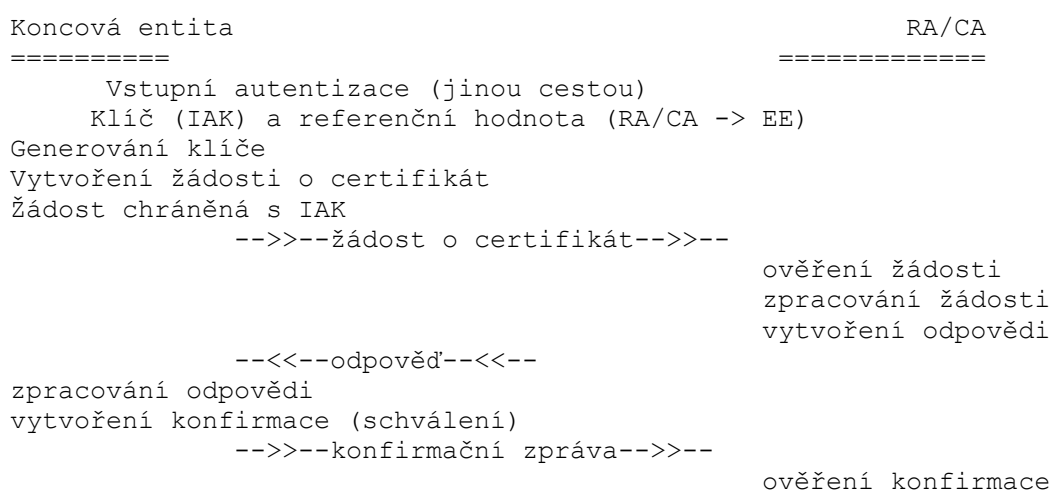 Koncová entita RA/CA
========== =============
Vstupní autentizace (jinou cestou)
Klíč (IAK) a referenční hodnota (RA/CA -> EE)
Generování klíče
Vytvoření žádosti o certifikát
Žádost chráněná s IAK
-->>--žádost o certifikát-->>--
ověření žádosti
zpracování žádosti
vytvoření odpovědi
--<<--odpověď--<<--
zpracování odpovědi
vytvoření konfirmace (schválení)
-->>--konfirmační zpráva-->>--
ověření konfirmace